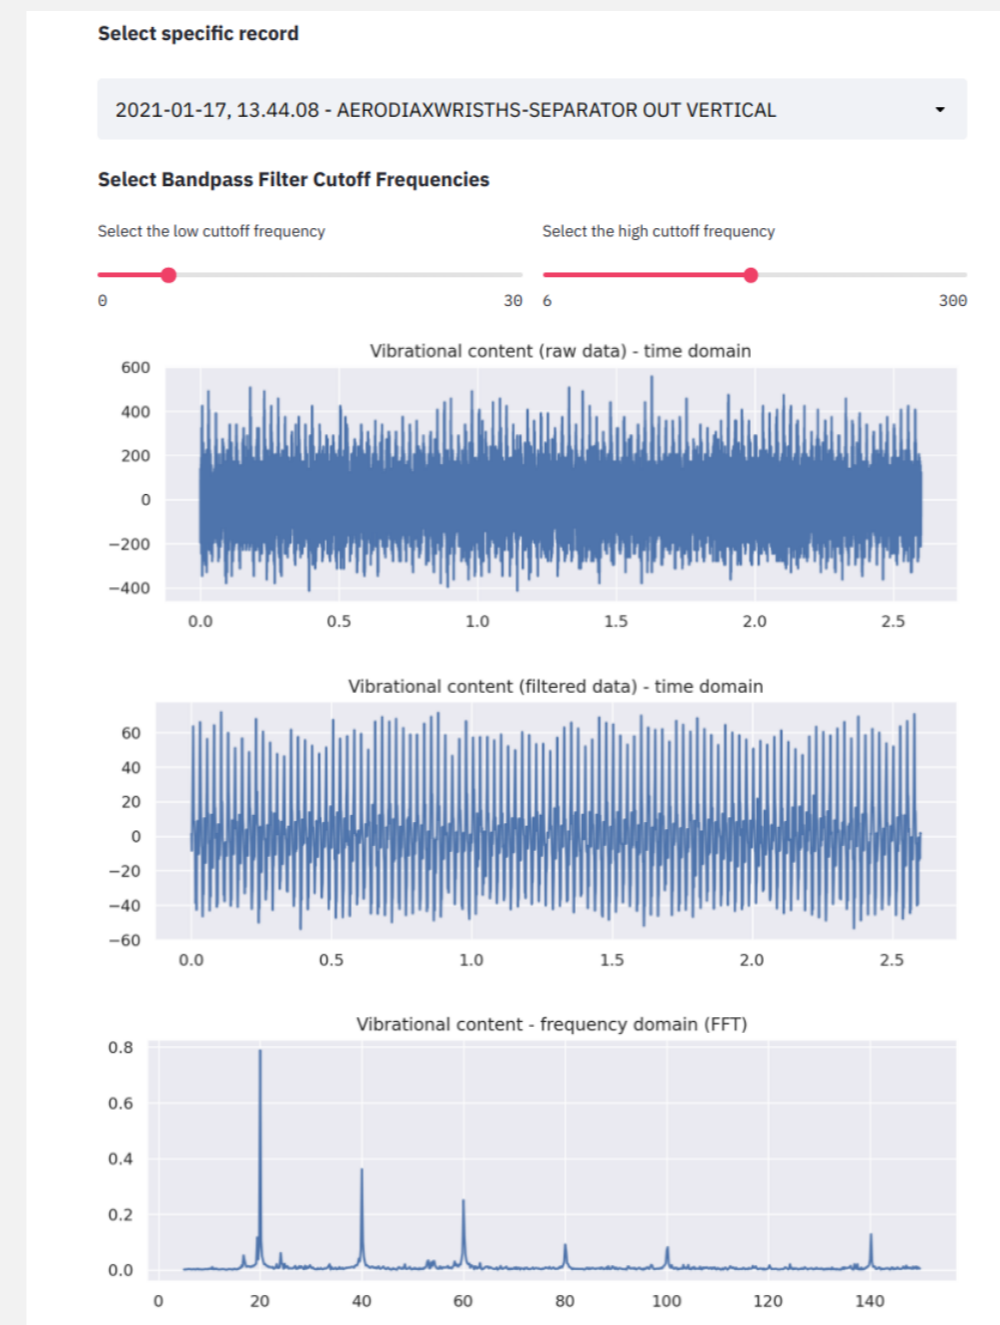 Select specific record
2021-01-17, 13.44.08 - AERODIAXWRISTHS-SEPARATOR OUT VERTICAL
Select Bandpass Filter Cutoff Frequencies
Select the low cuttoff frequency
Select the high cuttoff frequency
0 30 6 300
Vibrational content (raw data) - time domain
600
400
200
0
−200
−400
0.0 0.5 1.0 1.5 2.0 2.5
Vibrational content (filtered data) - time domain
60
40
20
0
−20
−40
−60
0.0 0.5 1.0 1.5 2.0 2.5
Vibrational content - frequency domain (FFT)
0.8
0.6
0.4
0.2
0.0
0 20 40 60 80 100 120 140